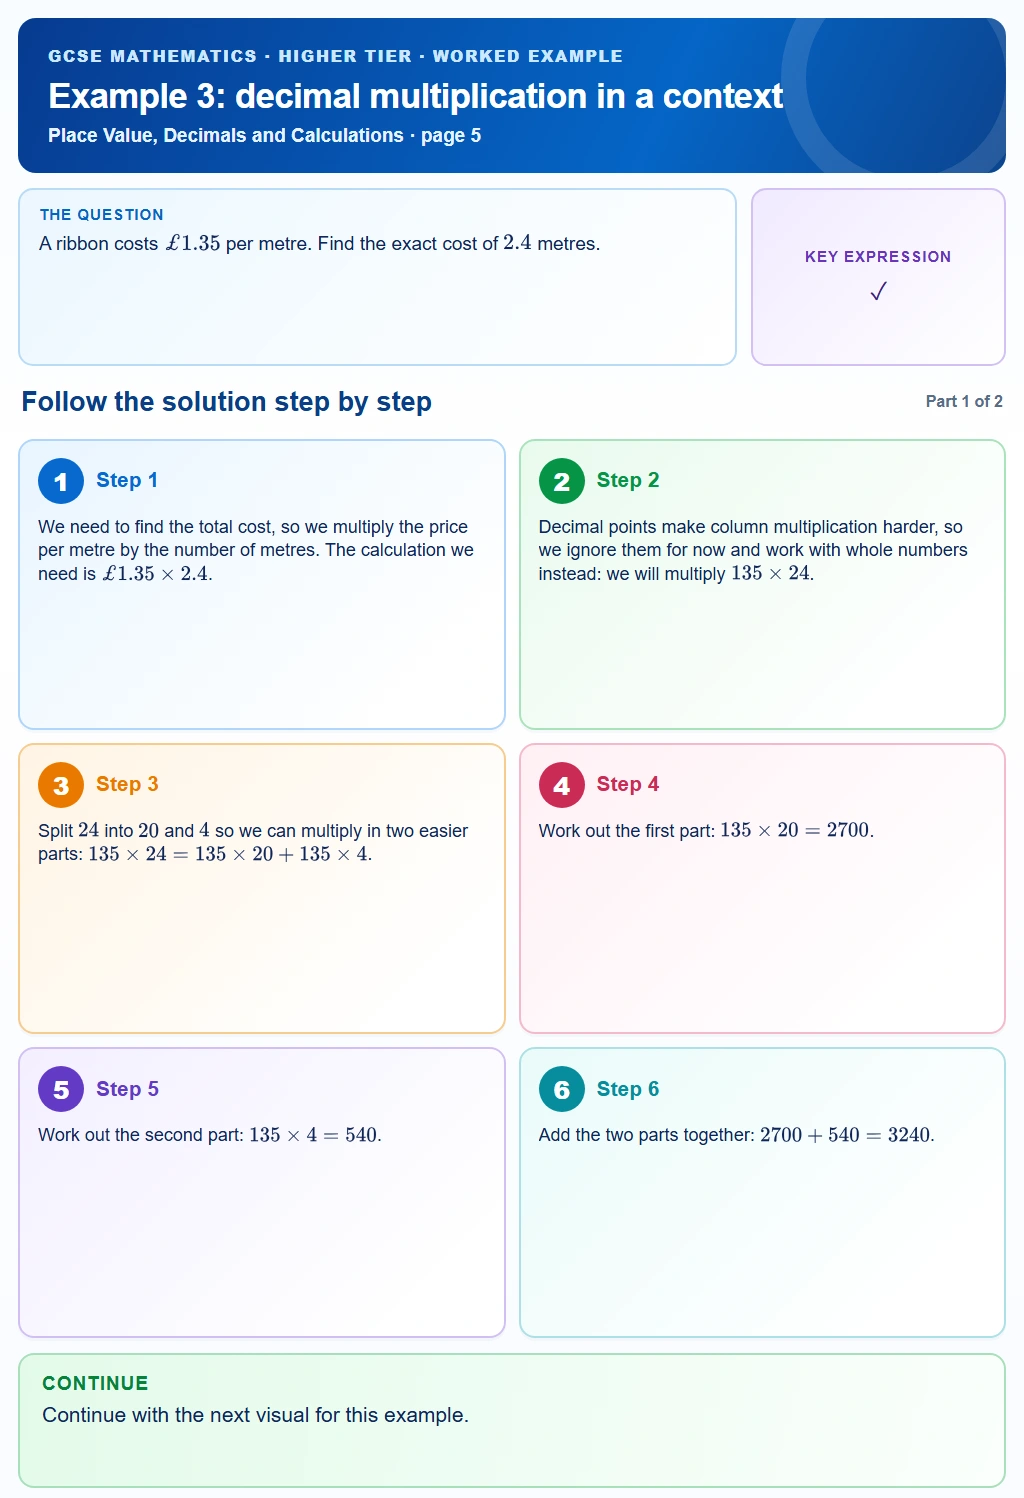 GCSE MATHEMATICS · HIGHER TIER · WORKED EXAMPLE
Example 3: decimal multiplication in a context
Place Value, Decimals and Calculations · page 5
THE QUESTION
A ribbon costs £1.35 per metre. Find the exact cost of 2.4 metres.
KEY EXPRESSION
✓
Follow the solution step by step
Part 1 of 2
1 Step 1
We need to find the total cost, so we multiply the price
per metre by the number of metres. The calculation we
need is £1.35 × 2.4.
2 Step 2
Decimal points make column multiplication harder, so
we ignore them for now and work with whole numbers
instead: we will multiply 135 × 24.
3 Step 3
Split 24 into 20 and 4 so we can multiply in two easier
parts: 135 × 24 = 135 × 20 + 135 × 4.
4 Step 4
Work out the first part: 135 × 20 = 2700.
5 Step 5
Work out the second part: 135 × 4 = 540.
6 Step 6
Add the two parts together: 2700 + 540 = 3240.
CONTINUE
Continue with the next visual for this example.